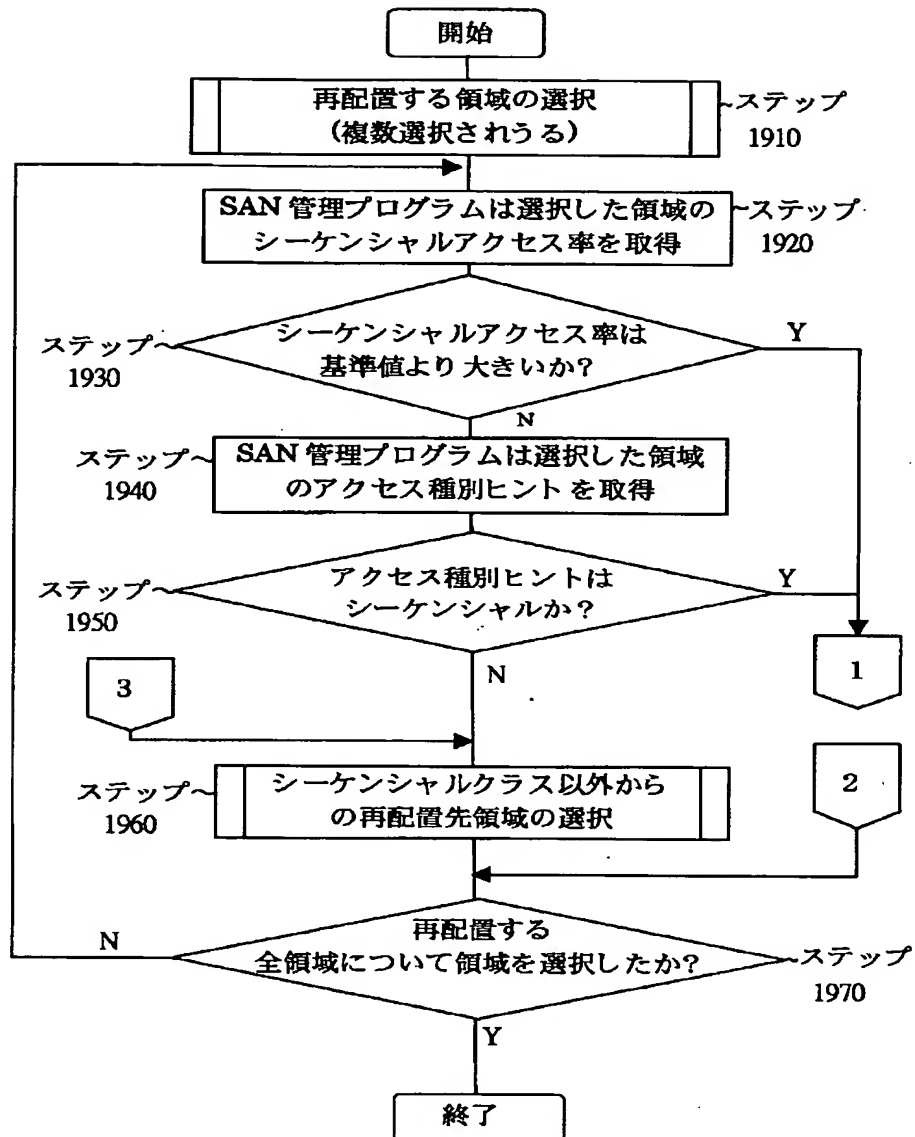 開始
再配置する領域の選択
(複数選択されうる)
~ステップ
1910
SAN 管理プログラムは選択した領域の
シーケンシャルアクセス率を取得
~ステップ
1920
シーケンシャルアクセス率は
基準値より大きいか?
ステップ~
1930
Y
N
SAN 管理プログラムは選択した領域
のアクセス種別ヒントを取得
ステップ~
1940
アクセス種別ヒントは
シーケンシャルか?
ステップ~
1950
Y
N
1
3
2
シーケンシャルクラス以外から
の再配置先領域の選択
ステップ~
1960
再配置する
全領域について領域を選択したか?
N
~ステップ
1970
Y
終了